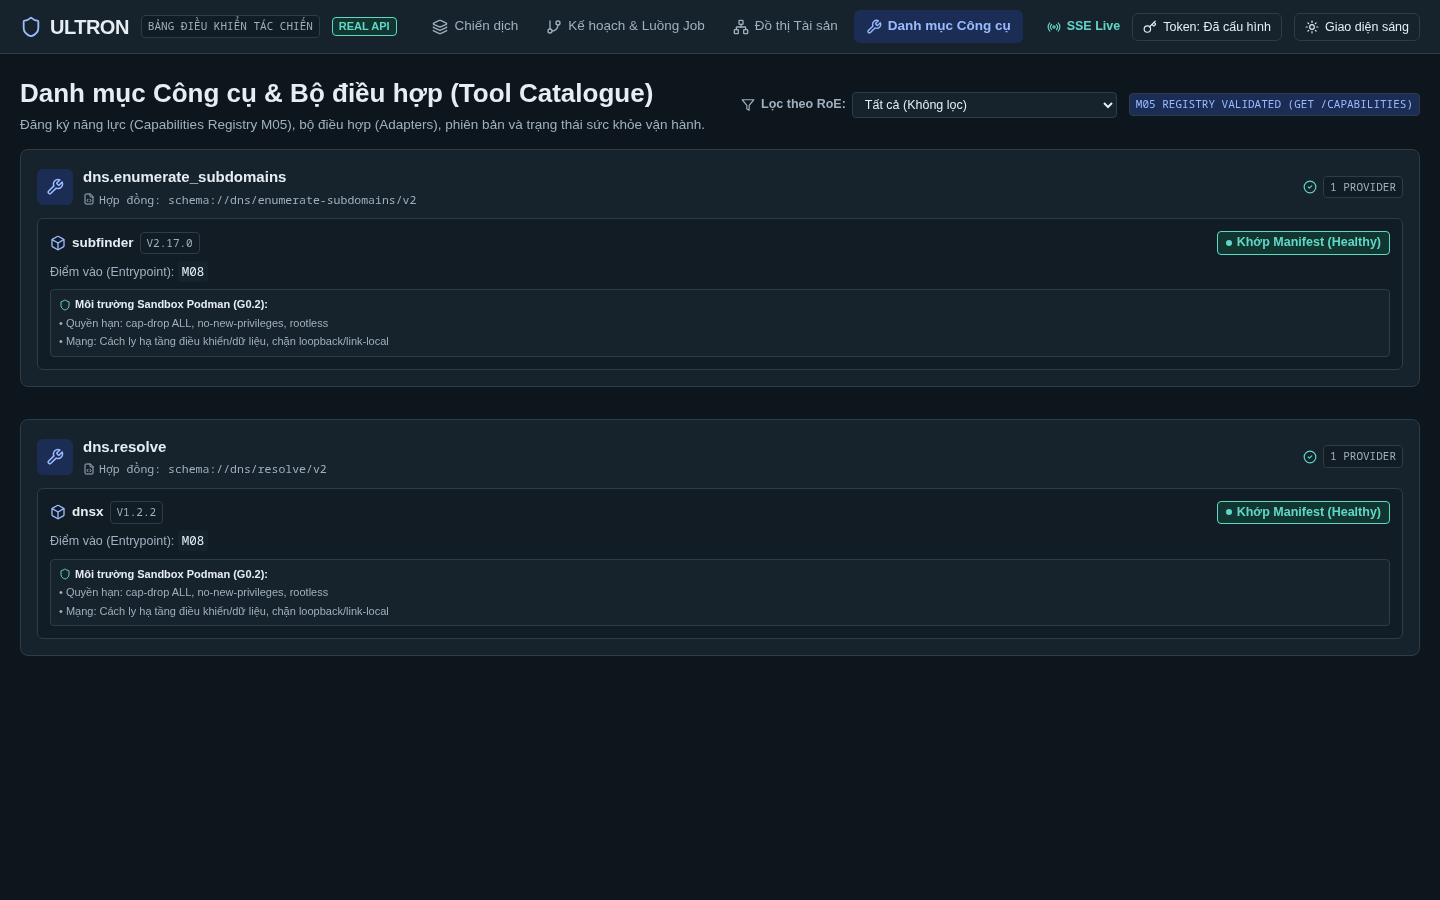 ULTRON
BẢNG ĐIỀU KHIỂN TÁC CHIẾN
REAL API
Chiến dịch
Kế hoạch & Luồng Job
Đồ thị Tài sản
Danh mục Công cụ
SSE Live
Token: Đã cấu hình
Giao diện sáng
Danh mục Công cụ & Bộ điều hợp (Tool Catalogue)
Đăng ký năng lực (Capabilities Registry M05), bộ điều hợp (Adapters), phiên bản và trạng thái sức khỏe vận hành.
Lọc theo RoE:
Tất cả (Không lọc)
M05 REGISTRY VALIDATED (GET /CAPABILITIES)
dns.enumerate_subdomains
Hợp đồng: schema://dns/enumerate-subdomains/v2
1 PROVIDER
subfinder V2.17.0
Khớp Manifest (Healthy)
Điểm vào (Entrypoint): M08
Môi trường Sandbox Podman (G0.2):
• Quyền hạn: cap-drop ALL, no-new-privileges, rootless
• Mạng: Cách ly hạ tầng điều khiển/dữ liệu, chặn loopback/link-local
dns.resolve
Hợp đồng: schema://dns/resolve/v2
1 PROVIDER
dnsx V1.2.2
Khớp Manifest (Healthy)
Điểm vào (Entrypoint): M08
Môi trường Sandbox Podman (G0.2):
• Quyền hạn: cap-drop ALL, no-new-privileges, rootless
• Mạng: Cách ly hạ tầng điều khiển/dữ liệu, chặn loopback/link-local